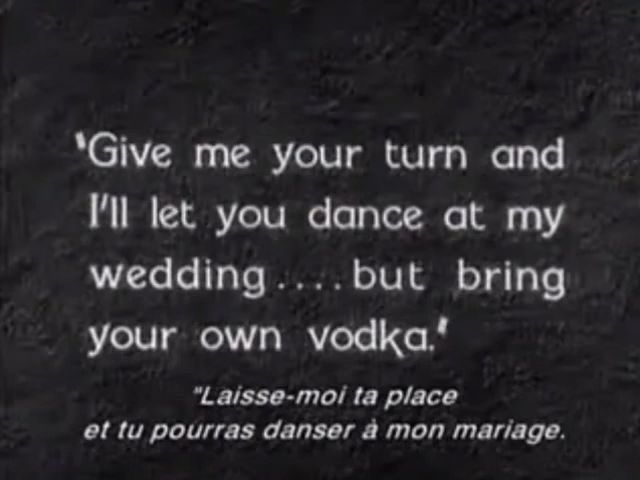 'Give me your turn and
I'll let you dance at my
wedding....but bring
your own vodka.'
"Laisse-moi ta place
et tu pourras danser à mon mariage.